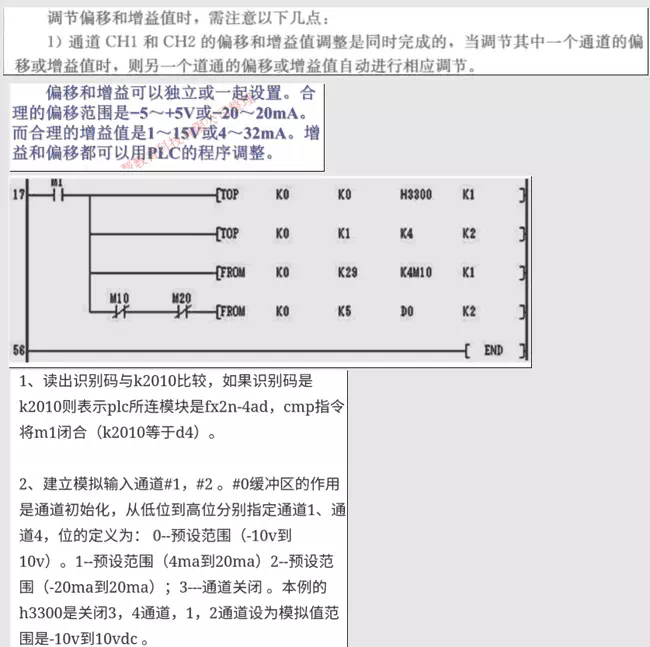 调节偏移和增益值时，需注意以下几点：
1）通道 CH1 和 CH2 的偏移和增益值调整是同时完成的，当调节其中一个通道的偏
移或增益值时，则另一个道通的偏移或增益值自动进行相应调节。
偏移和增益可以独立或一起设置。合
理的偏移范围是−5～+5V或−20～20mA。
而合理的增益值是1～15V或4～32mA。增
益和偏移都可以用PLC的程序调整。
M1
17 [TOP K0 K0 H3300 K1 ]
[TOP K0 K1 K4 K2 ]
[FROM K0 K29 K4M10 K1 ]
M10 M20
[FROM K0 K5 D0 K2 ]
56 [ END ]
1、读出识别码与k2010比较，如果识别码是
k2010则表示plc所连模块是fx2n-4ad，cmp指令
将m1闭合（k2010等于d4）。
2、建立模拟输入通道#1，#2 。#0缓冲区的作用
是通道初始化，从低位到高位分别指定通道1、通
道4，位的定义为： 0--预设范围（-10v到
10v）。1--预设范围（4ma到20ma）2--预设范
围（-20ma到20ma）；3---通道关闭 。本例的
h3300是关闭3，4通道，1，2通道设为模拟值范
围是-10v到10vdc 。